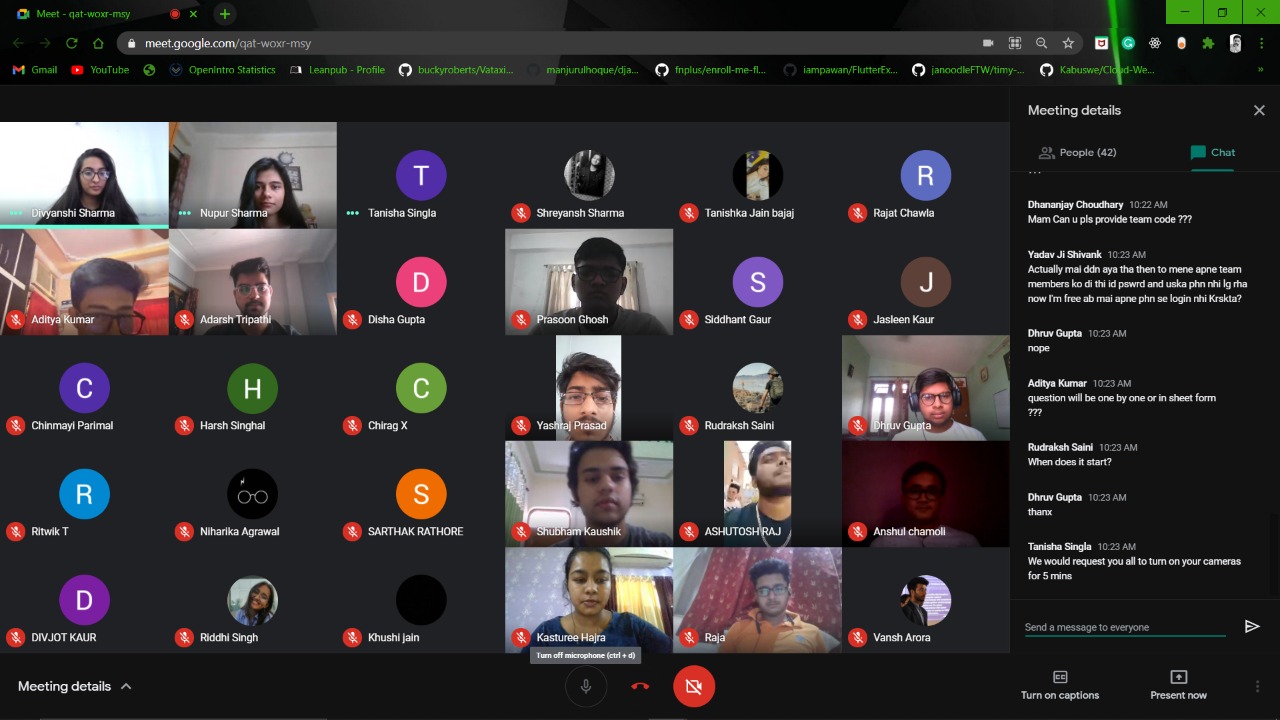 Meet - qat-woxr-msy
meet.google.com/qat-woxr-msy
Gmail YouTube OpenIntro Statistics Leanpub - Profile buckyroberts/Vataxi... manjurulhoque/dja... fnplus/enroll-me-fl... iampawan/FlutterEx... janoodleFTW/timy-... Kabuswe/Cloud-We... »
Divyanshi Sharma
Nupur Sharma
T
Tanisha Singla
Shreyansh Sharma
Tanishka Jain bajaj
R
Rajat Chawla
Aditya Kumar
Adarsh Tripathi
D
Disha Gupta
Prasoon Ghosh
S
Siddhant Gaur
J
Jasleen Kaur
C
Chinmayi Parimal
H
Harsh Singhal
C
Chirag X
Yashraj Prasad
Rudraksh Saini
Dhruv Gupta
R
Ritwik T
Niharika Agrawal
S
SARTHAK RATHORE
Shubham Kaushik
ASHUTOSH RAJ
Anshul chamoli
D
DIVJOT KAUR
Riddhi Singh
Khushi jain
Kasturee Hajra
Raja
Vansh Arora
Turn off microphone (ctrl + d)
Meeting details
Meeting details
People (42)
Chat
Dhananjay Choudhary 10:22 AM
Mam Can u pls provide team code ???
Yadav Ji Shivank 10:23 AM
Actually mai ddn aya tha then to mene apne team
members ko di thi id pswrd and uska phn nhi lg rha
now I'm free ab mai apne phn se login nhi Krskta?
Dhruv Gupta 10:23 AM
nope
Aditya Kumar 10:23 AM
question will be one by one or in sheet form
???
Rudraksh Saini 10:23 AM
When does it start?
Dhruv Gupta 10:23 AM
thanx
Tanisha Singla 10:23 AM
We would request you all to turn on your cameras
for 5 mins
Send a message to everyone
Turn on captions
Present now